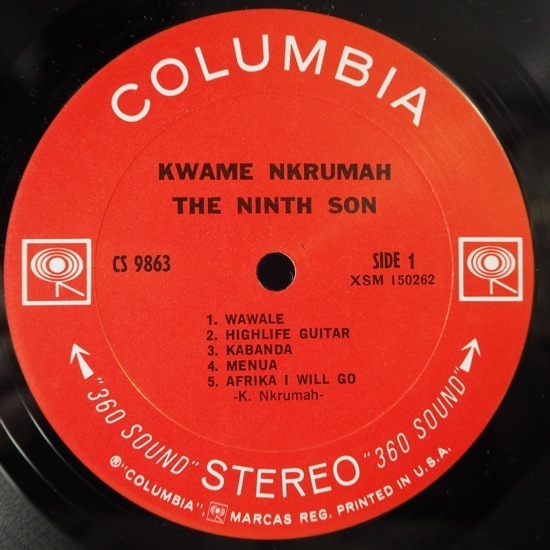 COLUMBIA
KWAME NKRUMAH
THE NINTH SON
CS 9863
SIDE 1
XSM 150262
1. WAWALE
2. HIGHLIFE GUITAR
3. KABANDA
4. MENUA
5. AFRIKA I WILL GO
-K. Nkrumah-
"360 SOUND" STEREO "360 SOUND"
®"COLUMBIA", MARCAS REG. PRINTED IN U.S.A.